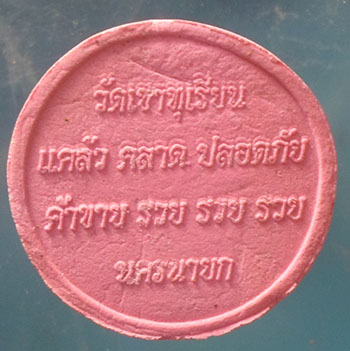 วัดเขาทุเรียน
แคล้ว คลาด ปลอดภัย
ค้าขาย รวย รวย รวย
นครนายก